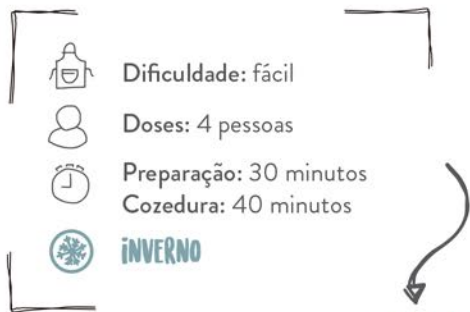 Dificuldade: fácil
Doses: 4 pessoas
Preparação: 30 minutos
Cozedura: 40 minutos
iNVERNO